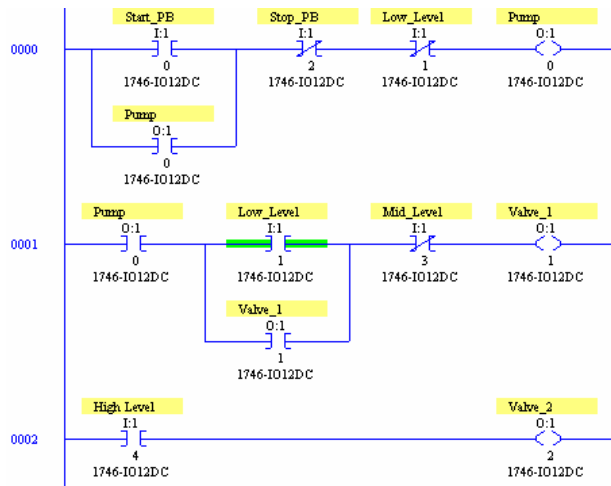 Start_PB Stop_PB Low_Level Pump
I:1 I:1 I:1 O:1
0000
0 2 1 0
1746-IO12DC 1746-IO12DC 1746-IO12DC 1746-IO12DC
Pump
O:1
0
1746-IO12DC
Pump Low_Level Mid_Level Valve_1
O:1 I:1 I:1 O:1
0001
0 1 3 1
1746-IO12DC 1746-IO12DC 1746-IO12DC 1746-IO12DC
Valve_1
O:1
1
1746-IO12DC
High Level Valve_2
I:1 O:1
0002
4 2
1746-IO12DC 1746-IO12DC